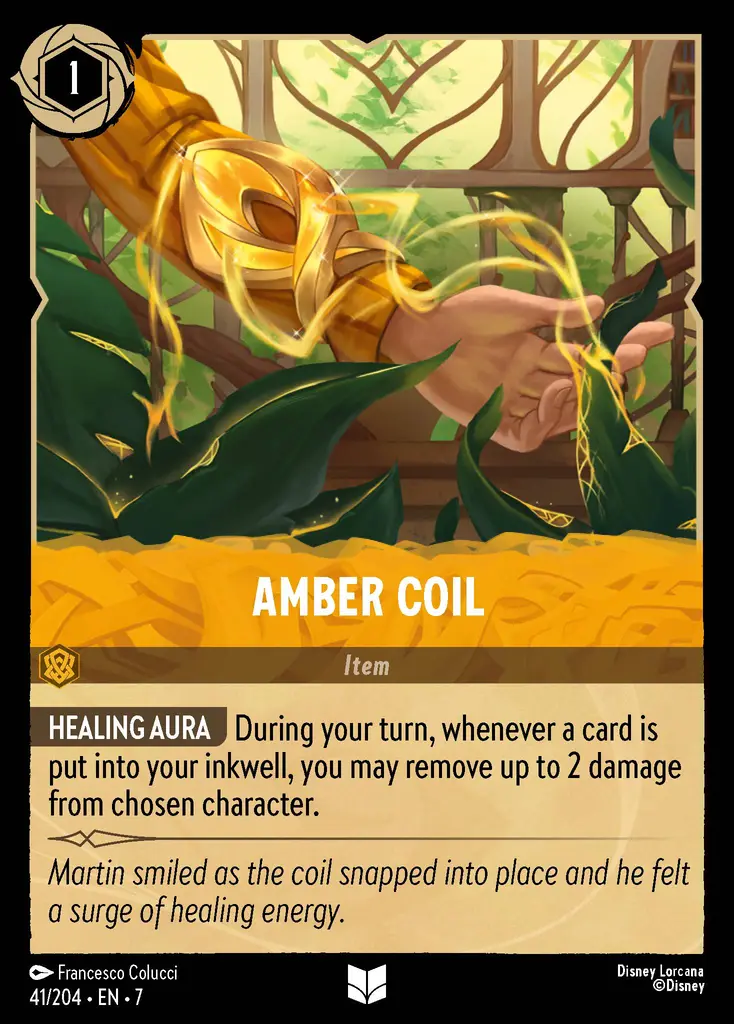 1
AMBER COIL
Item
HEALING AURA During your turn, whenever a card is
put into your inkwell, you may remove up to 2 damage
from chosen character.
Martin smiled as the coil snapped into place and he felt
a surge of healing energy.
Francesco Colucci
Disney Lorcana
41/204 • EN • 7
©Disney